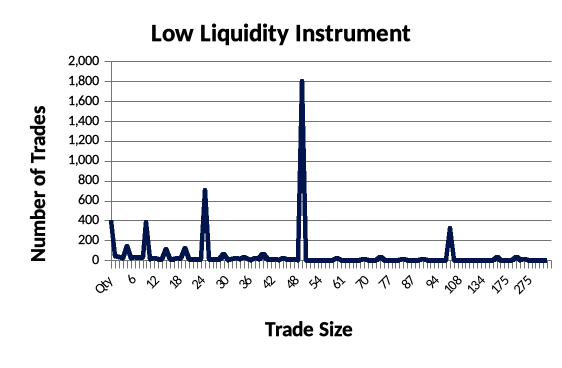 Low Liquidity Instrument
Number of Trades
2,000
1,800
1,600
1,400
1,200
1,000
800
600
400
200
0
Qty 6 12 18 24 30 36 42 48 54 61 70 77 87 94 108 134 175 275
Trade Size